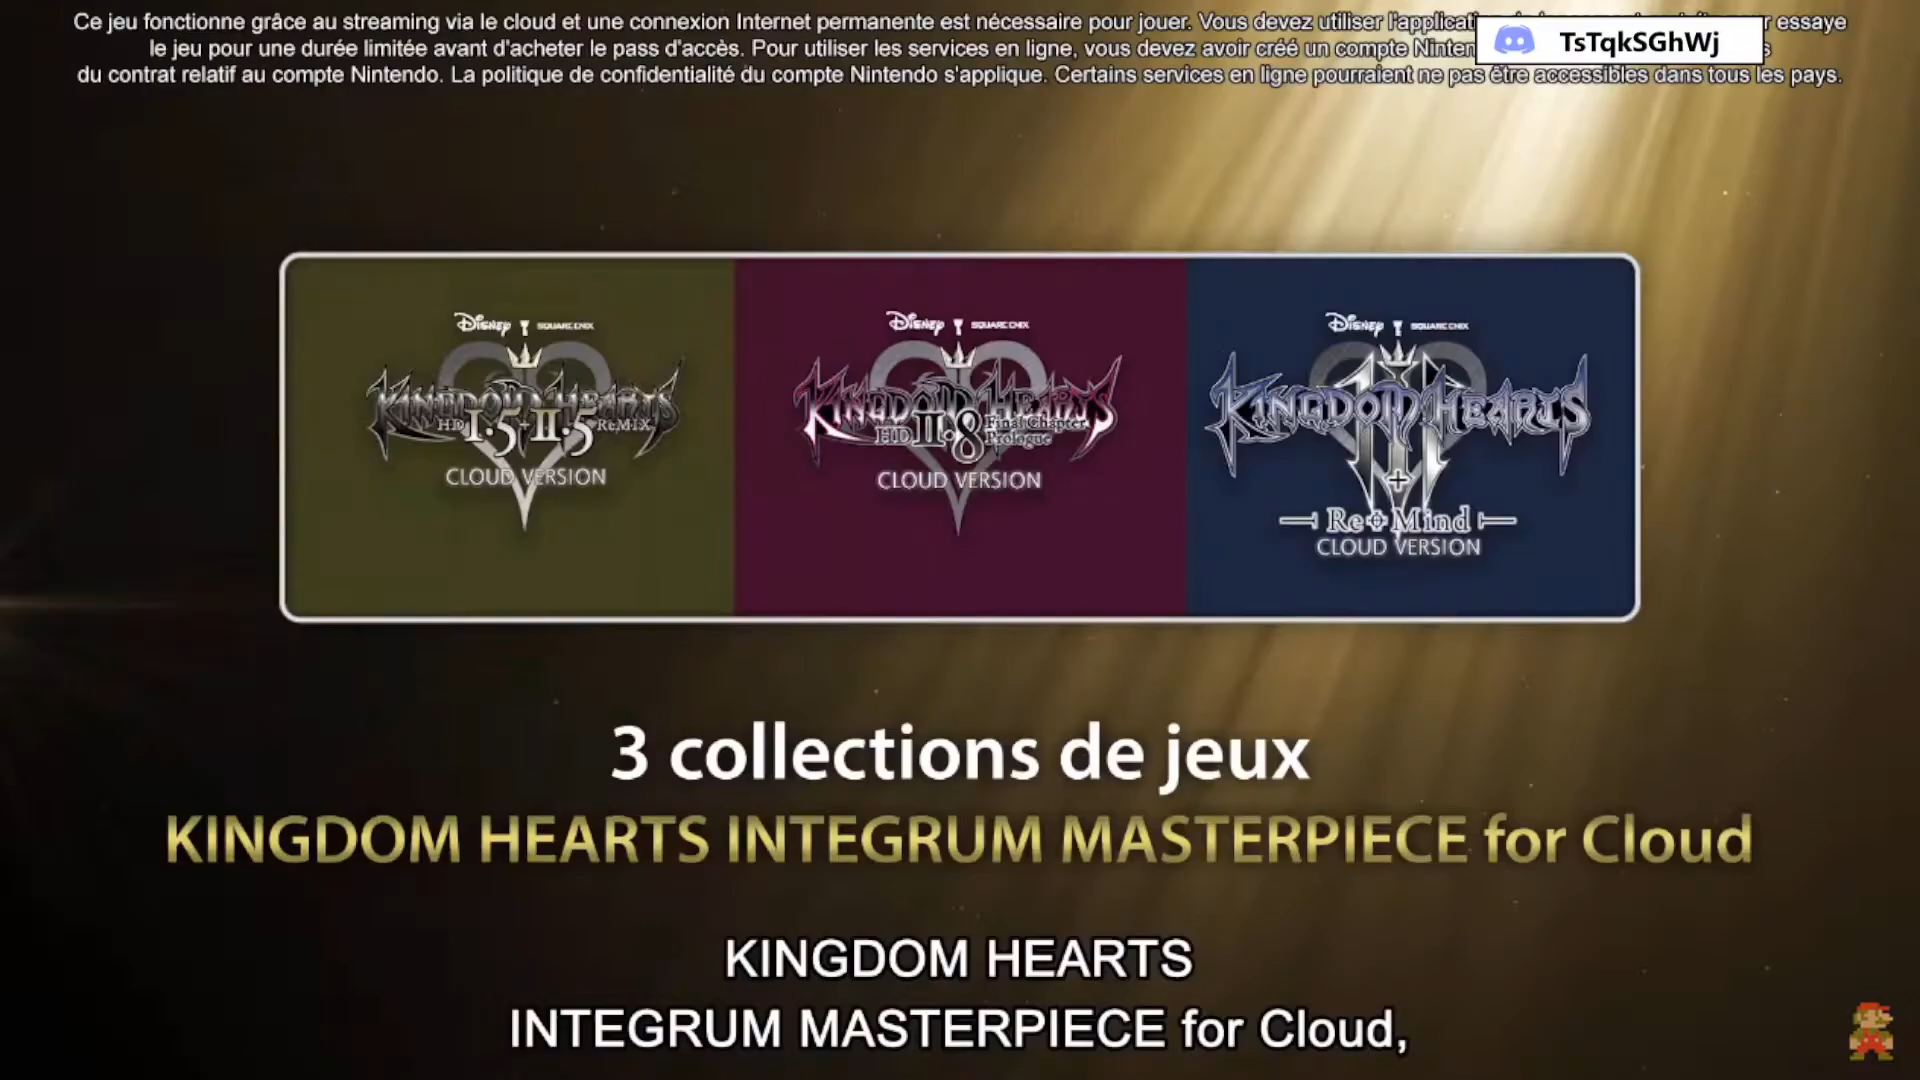 Ce jeu fonctionne grâce au streaming via le cloud et une connexion Internet permanente est nécessaire pour jouer. Vous devez utiliser essaye
TsTqkSGhWj
le jeu pour une durée limitée avant d'acheter le pass d'accès. Pour utiliser les services en ligne, vous devez avoir créé un compte
du contrat relatif au compte Nintendo. La politique de confidentialité du compte Nintendo s'applique. Certains services en ligne pourraient ne pas être accessibles dans tous les pays.
Disney SQUARE ENIX
KINGDOM HEARTS
HD I.5+II.5 ReMIX
CLOUD VERSION
Disney SQUARE ENIX
KINGDOM HEARTS
HD II.8 Final Chapter Prologue
CLOUD VERSION
Disney SQUARE ENIX
KINGDOM HEARTS
III
+
Re Mind
CLOUD VERSION
3 collections de jeux
KINGDOM HEARTS INTEGRUM MASTERPIECE for Cloud
KINGDOM HEARTS
INTEGRUM MASTERPIECE for Cloud,